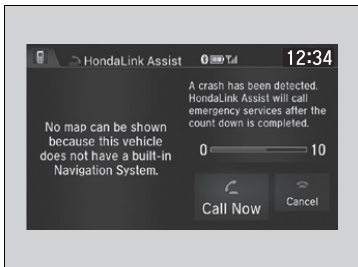 HondaLink Assist
12:34
No map can be shown
because this vehicle
does not have a built-in
Navigation System.
A crash has been detected.
HondaLink Assist will call
emergency services after the
count down is completed.
0 10
Call Now
Cancel